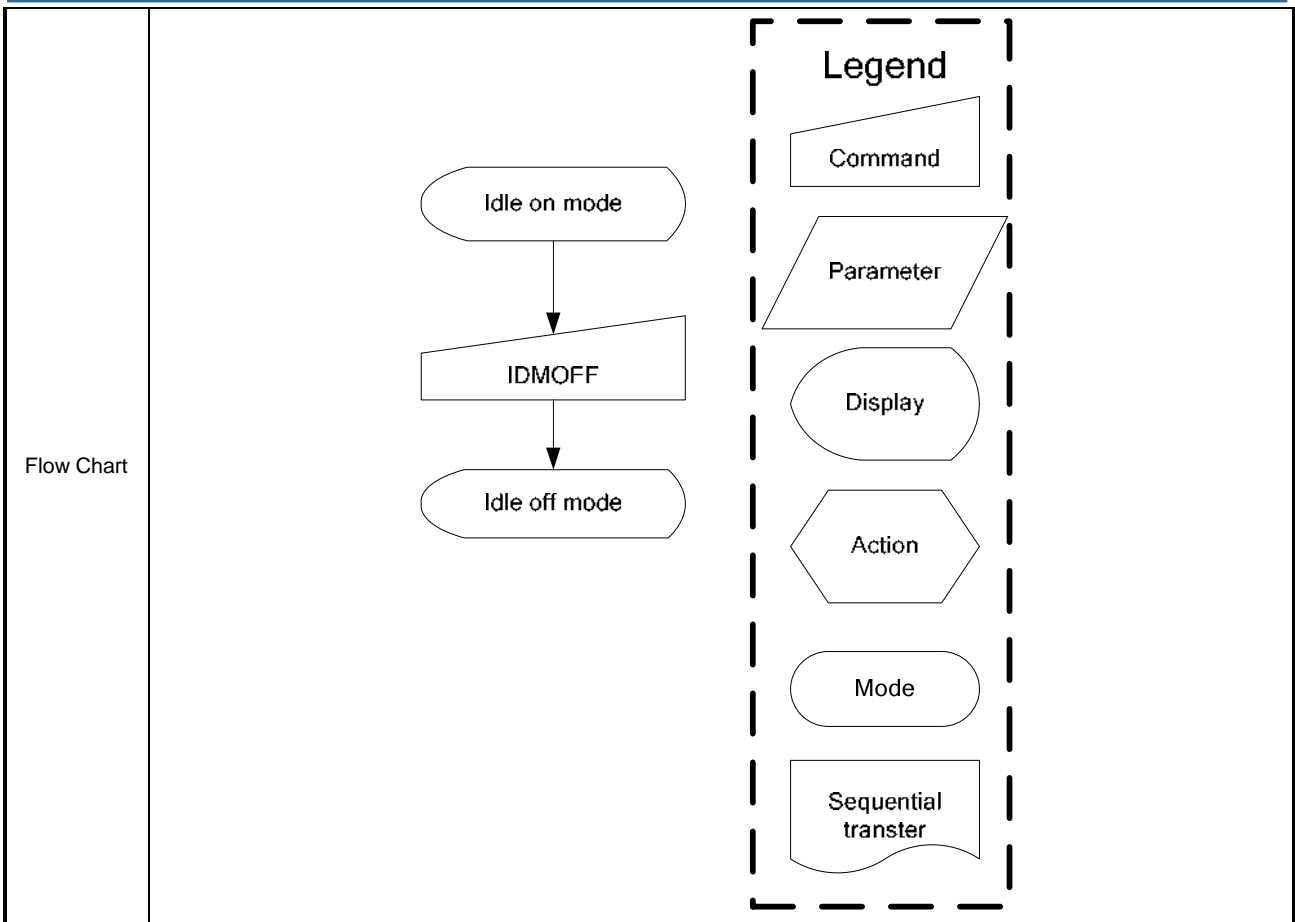 Flow Chart
Idle on mode
IDMOFF
Idle off mode
Legend
Command
Parameter
Display
Action
Mode
Sequential
transter